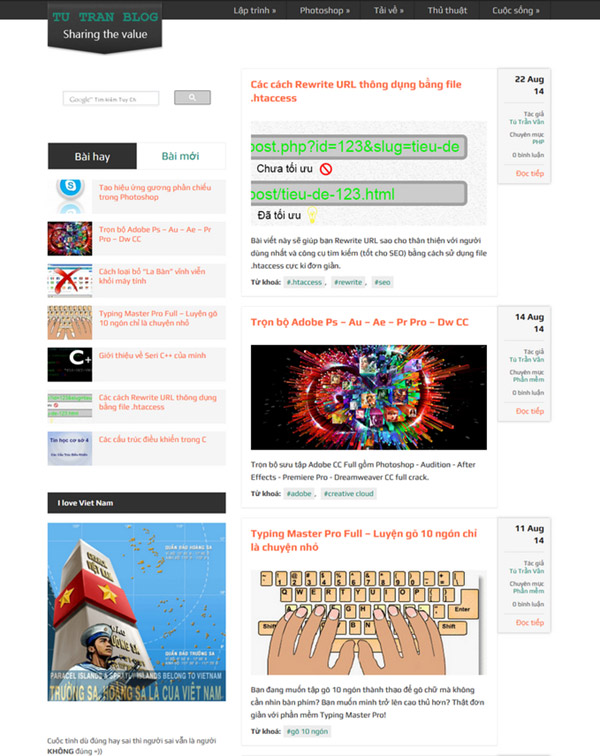 TU TRAN BLOG
Sharing the value
Lập trình »
Photoshop »
Tải về »
Thủ thuật
Cuộc sống »
Google™ Tìm Kiếm Tùy Ch
Bài hay
Bài mới
Tạo hiệu ứng gương phản chiếu
trong Photoshop
Trọn bộ Adobe Ps – Au – Ae – Pr
Pro – Dw CC
Cách loại bỏ “La Bàn” vĩnh viễn
khỏi máy tính
Typing Master Pro Full – Luyện gõ
10 ngón chỉ là chuyện nhỏ
C++
Giới thiệu về Seri C++ của mình
Các cách Rewrite URL thông dụng
bằng file .htaccess
Tin học cơ sở 4
Các cấu trúc điều khiển trong C
I love Viet Nam
QUẦN ĐẢO HOÀNG SA
QUẦN ĐẢO TRƯỜNG SA
PARACEL ISLANDS & SPRATLY ISLANDS BELONG TO VIETNAM
TRƯỜNG SA, HOÀNG SA LÀ CỦA VIỆT NAM
Cuộc tình dù đúng hay sai thì người sai vẫn là người
KHÔNG đúng =))
Các cách Rewrite URL thông dụng bằng file
.htaccess
post.php?id=123&slug=tieu-de
Chưa tối ưu
post/tieu-de-123.html
Đã tối ưu
Bài viết này sẽ giúp bạn Rewrite URL sao cho thân thiện với người
dùng nhất và công cụ tìm kiếm (tốt cho SEO) bằng cách sử dụng file
.htaccess cực kì đơn giản.
Từ khoá: #.htaccess , #rewrite , #seo
22 Aug
14
Tác giả
Tú Trần Văn
Chuyên mục
PHP
0 bình luận
Đọc tiếp
Trọn bộ Adobe Ps – Au – Ae – Pr Pro – Dw CC
Trọn bộ sưu tập Adobe CC Full gồm Photoshop - Audition - After
Effects - Premiere Pro - Dreamweaver CC full crack.
Từ khoá: #adobe , #creative cloud
14 Aug
14
Tác giả
Tú Trần Văn
Chuyên mục
Phần mềm
0 bình luận
Đọc tiếp
Typing Master Pro Full – Luyện gõ 10 ngón chỉ
là chuyện nhỏ
Enter
Shift
Shift
Bạn đang muốn tập gõ 10 ngón thành thạo để gõ chữ mà không
cần nhìn bàn phím? Bạn muốn mình trở lên cao thủ hơn? Thật đơn
giản với phần mềm Typing Master Pro!
Từ khoá: #gõ 10 ngón
11 Aug
14
Tác giả
Tú Trần Văn
Chuyên mục
Phần mềm
0 bình luận
Đọc tiếp